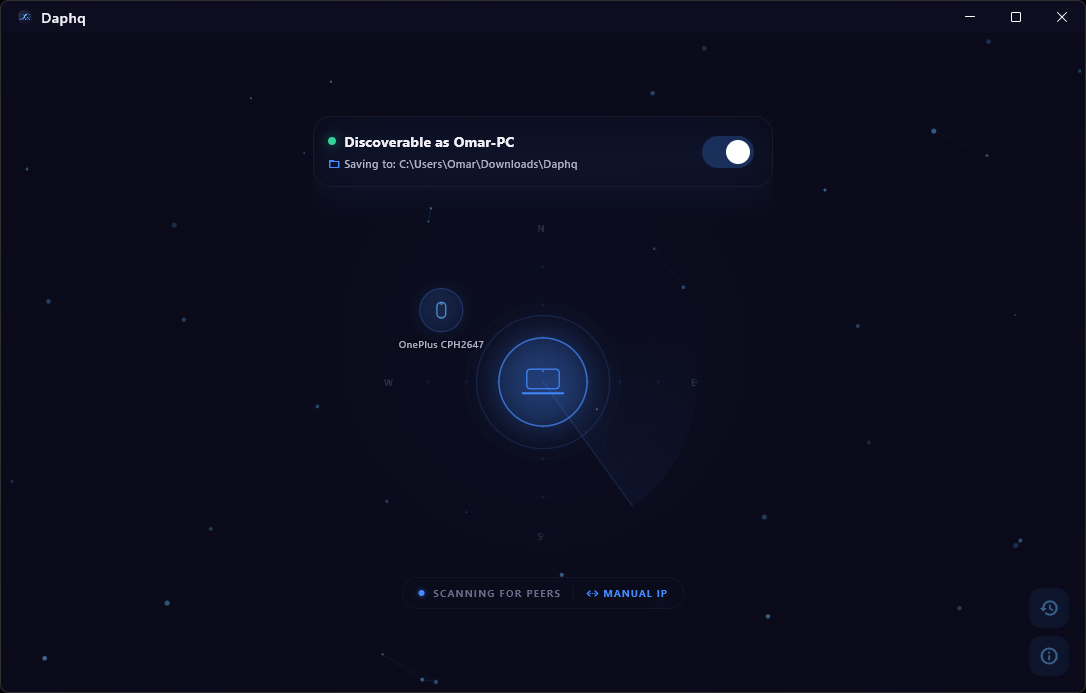 Daphq
Discoverable as Omar-PC
Saving to: C:\Users\Omar\Downloads\Daphq
N
OnePlus CPH2647
W
E
S
SCANNING FOR PEERS
MANUAL IP